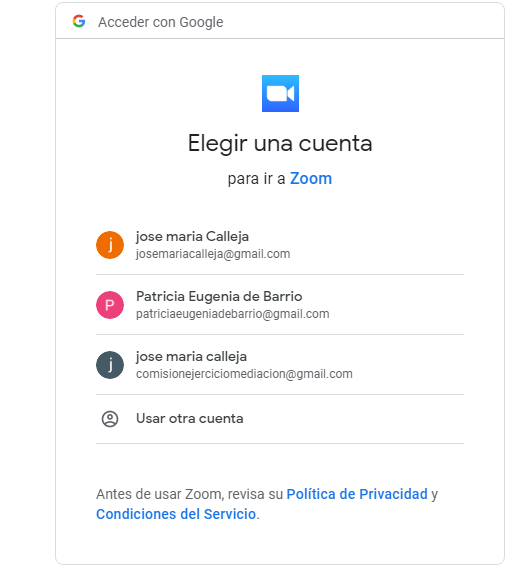 Acceder con Google
Elegir una cuenta
para ir a Zoom
j
jose maria Calleja
josemariacalleja@gmail.com
P
Patricia Eugenia de Barrio
patriciaeugeniadebarrio@gmail.com
j
jose maria calleja
comisionejerciciomediacion@gmail.com
Usar otra cuenta
Antes de usar Zoom, revisa su Política de Privacidad y
Condiciones del Servicio.